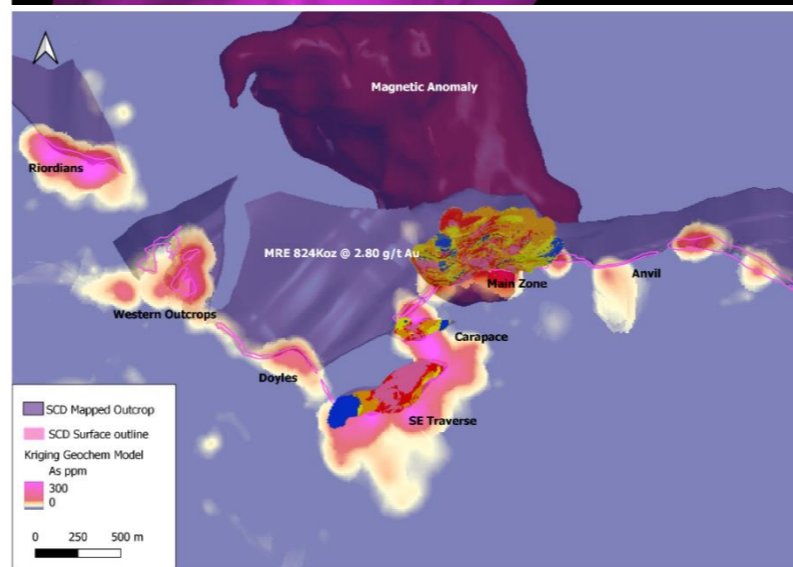 Magnetic Anomaly
Riordians
MRE 824Koz @ 2.80 g/t Au
Main Zone
Anvil
Western Outcrops
Carapace
Doyles
SE Traverse
SCD Mapped Outcrop
SCD Surface outline
Kriging Geochem Model
As ppm
300
0
0 250 500 m